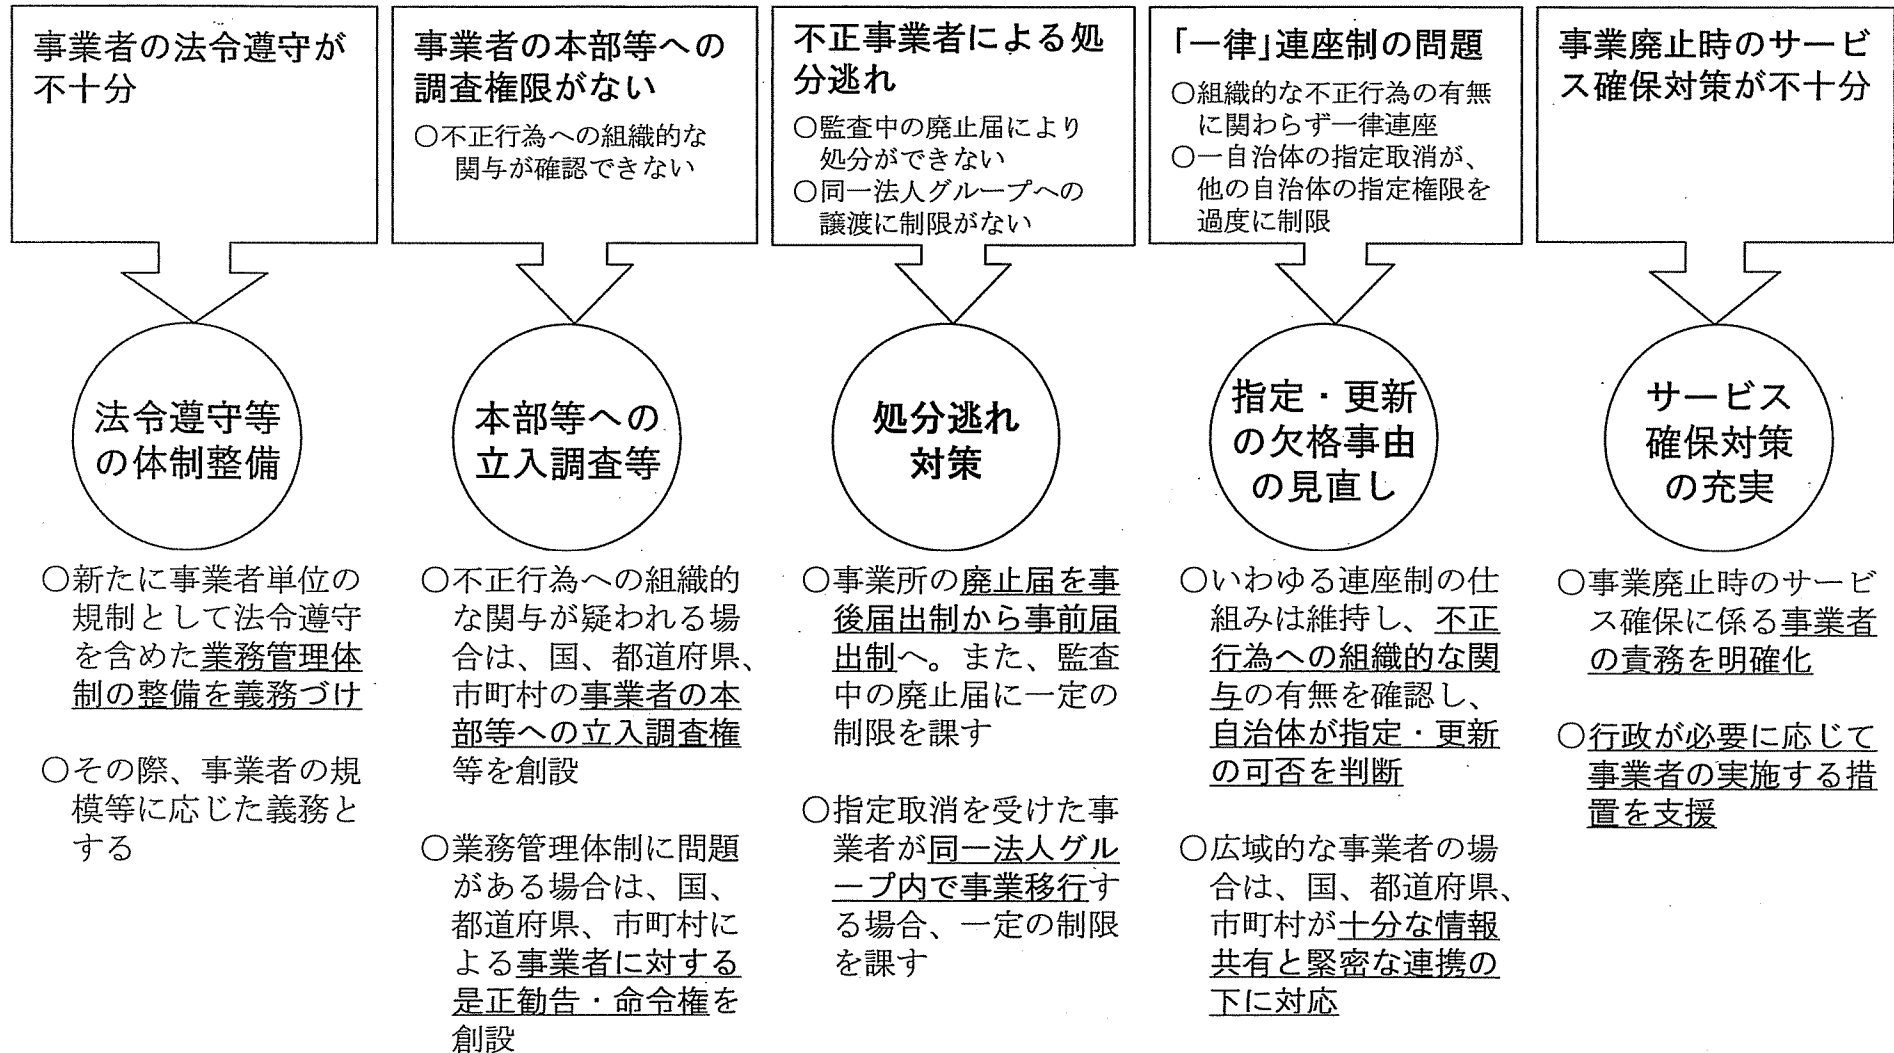 事業者の法令遵守が
不十分
事業者の本部等への
調査権限がない
○不正行為への組織的な
関与が確認できない
不正事業者による処
分逃れ
○監査中の廃止届により
処分ができない
○同一法人グループへの
譲渡に制限がない
「一律」連座制の問題
○組織的な不正行為の有無
に関わらず一律連座
○一自治体の指定取消が、
他の自治体の指定権限を
過度に制限
事業廃止時のサービ
ス確保対策が不十分
法令遵守等
の体制整備
本部等への
立入調査等
処分逃れ
対策
指定・更新
の欠格事由
の見直し
サービス
確保対策
の充実
○新たに事業者単位の
規制として法令遵守
を含めた業務管理体
制の整備を義務づけ
○その際、事業者の規
模等に応じた義務と
する
○不正行為への組織的
な関与が疑われる場
合は、国、都道府県、
市町村の事業者の本
部等への立入調査権
等を創設
○業務管理体制に問題
がある場合は、国、
都道府県、市町村に
よる事業者に対する
是正勧告・命令権を
創設
○事業所の廃止届を事
後届出制から事前届
出制へ。また、監査
中の廃止届に一定の
制限を課す
○指定取消を受けた事
業者が同一法人グル
ープ内で事業移行す
る場合、一定の制限
を課す
○いわゆる連座制の仕
組みは維持し、不正
行為への組織的な関
与の有無を確認し、
自治体が指定・更新
の可否を判断
○広域的な事業者の場
合は、国、都道府県、
市町村が十分な情報
共有と緊密な連携の
下に対応
○事業廃止時のサービ
ス確保に係る事業者
の責務を明確化
○行政が必要に応じて
事業者の実施する措
置を支援